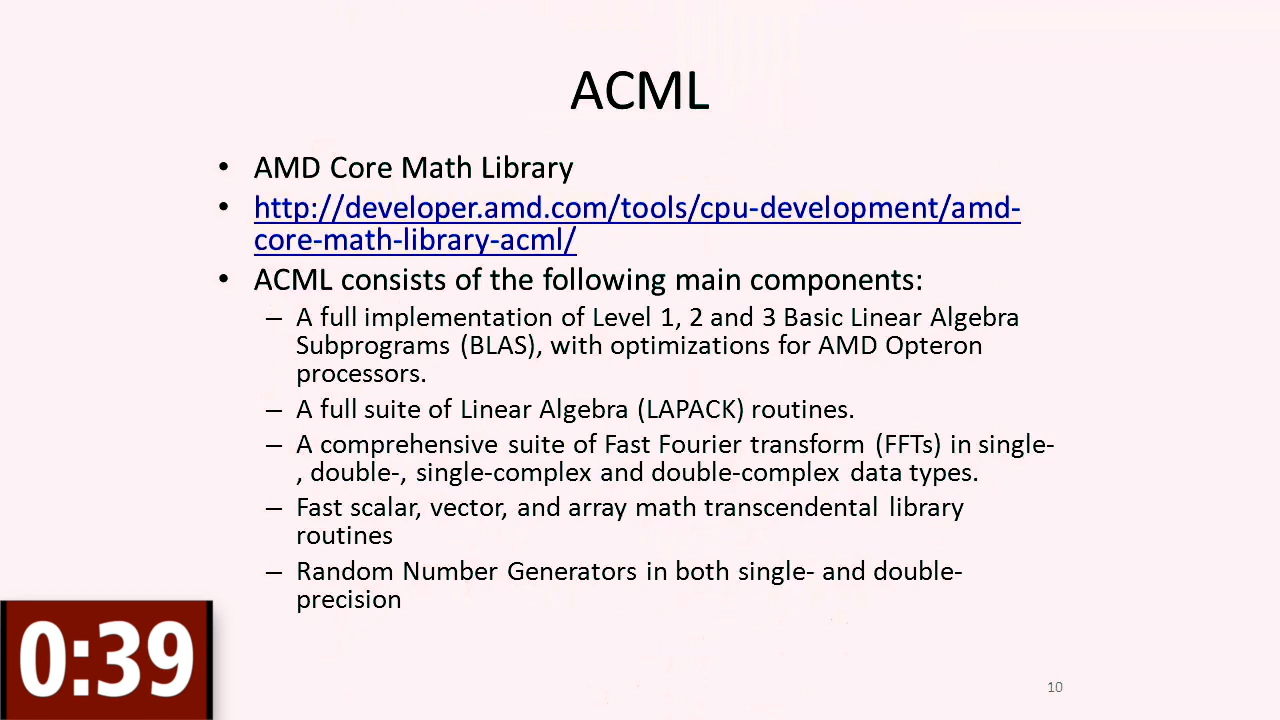 ACML
• AMD Core Math Library
• http://developer.amd.com/tools/cpu-development/amd-
core-math-library-acml/
• ACML consists of the following main components:
– A full implementation of Level 1, 2 and 3 Basic Linear Algebra
Subprograms (BLAS), with optimizations for AMD Opteron
processors.
– A full suite of Linear Algebra (LAPACK) routines.
– A comprehensive suite of Fast Fourier transform (FFTs) in single-
, double-, single-complex and double-complex data types.
– Fast scalar, vector, and array math transcendental library
routines
– Random Number Generators in both single- and double-
precision
0:39
10